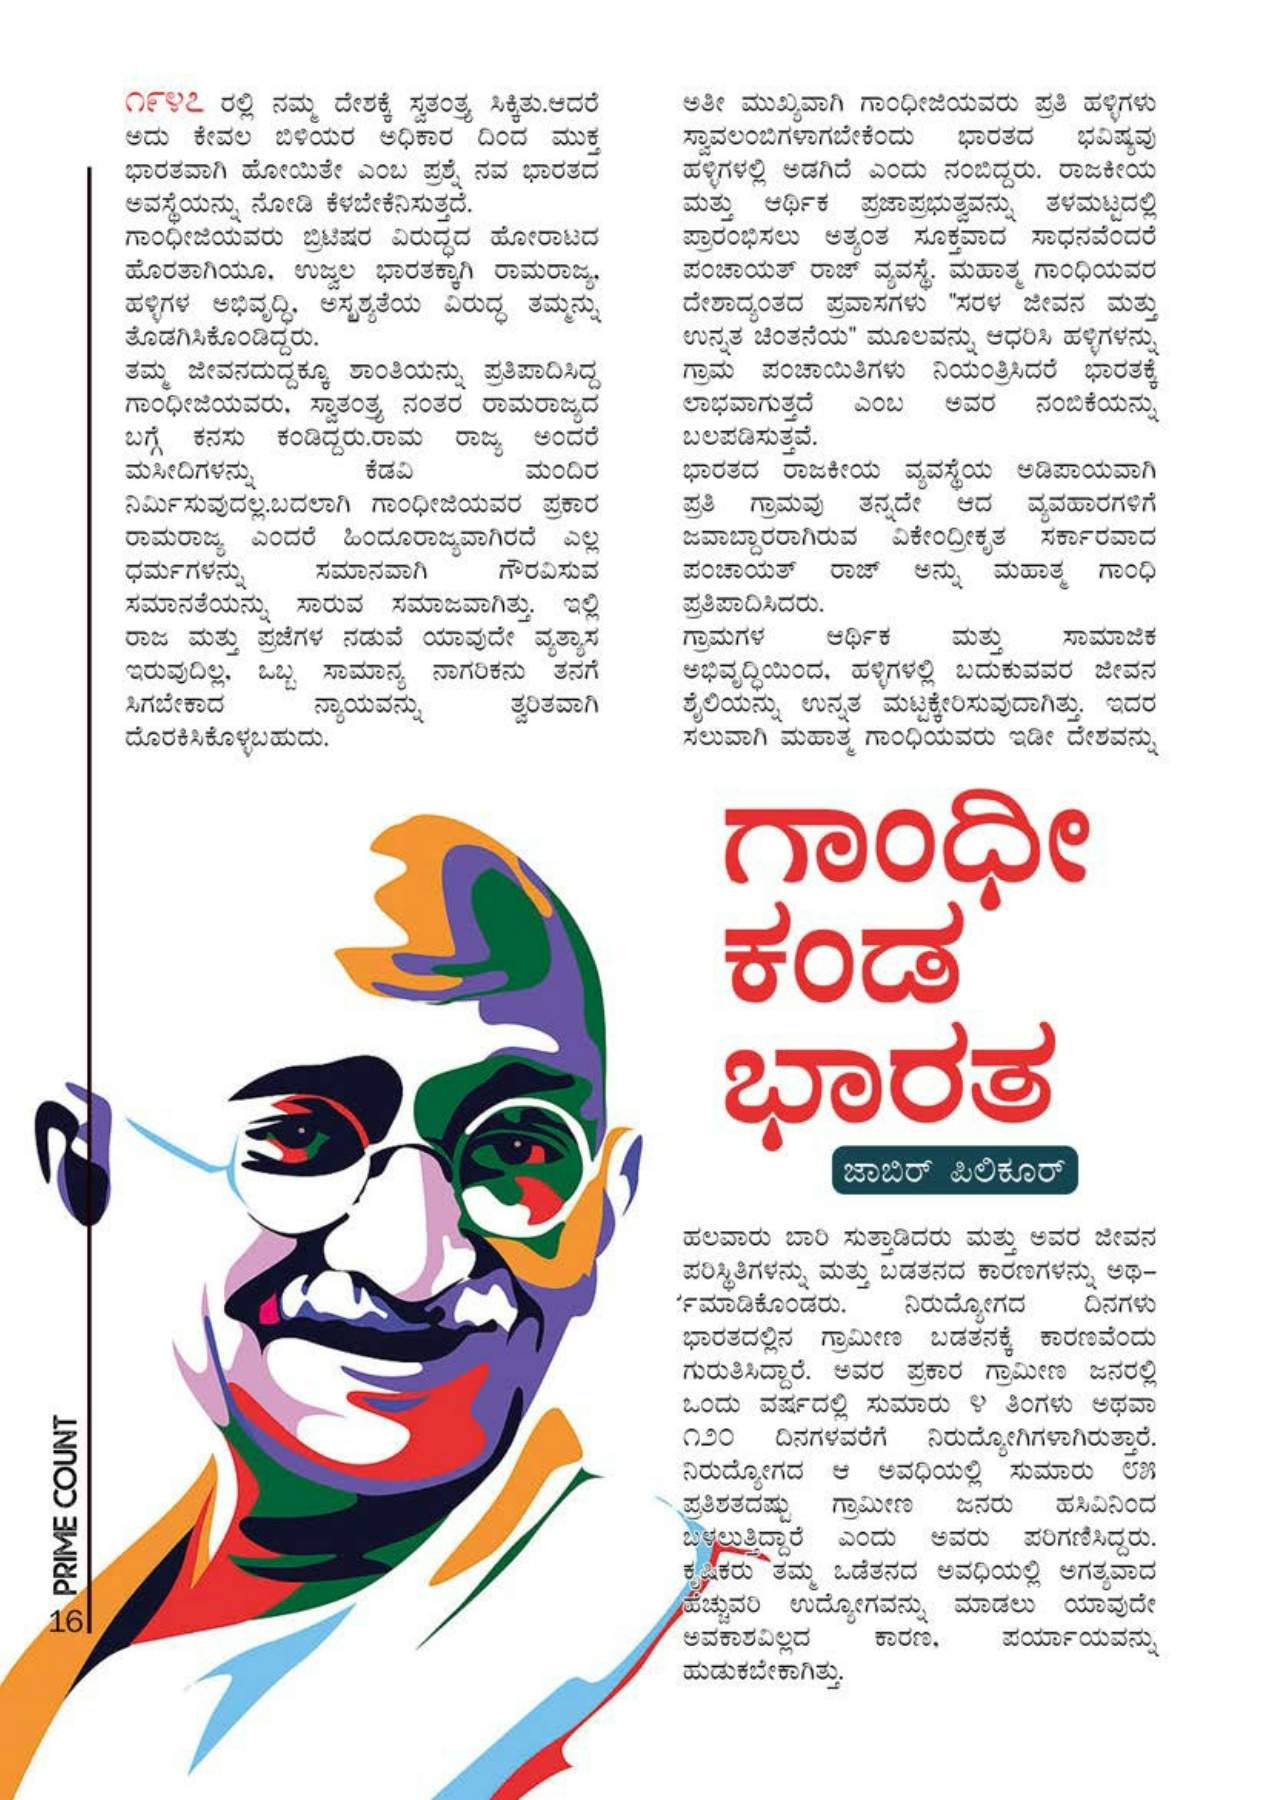 ೧೯೪೭ ರಲ್ಲಿ ನಮ್ಮ ದೇಶಕ್ಕೆ ಸ್ವತಂತ್ರ್ಯ ಸಿಕ್ಕಿತು.ಆದರೆ
ಅದು ಕೇವಲ ಬಿಳಿಯರ ಅಧಿಕಾರ ದಿಂದ ಮುಕ್ತ
ಭಾರತವಾಗಿ ಹೋಯಿತೇ ಎಂಬ ಪ್ರಶ್ನೆ ನವ ಭಾರತದ
ಅವಸ್ಥೆಯನ್ನು ನೋಡಿ ಕೆಳಬೇಕೆನಿಸುತ್ತದೆ.
ಗಾಂಧೀಜಿಯವರು ಬ್ರಿಟಿಷರ ವಿರುದ್ಧದ ಹೋರಾಟದ
ಹೊರತಾಗಿಯೂ, ಉಜ್ವಲ ಭಾರತಕ್ಕಾಗಿ ರಾಮರಾಜ್ಯ,
ಹಳ್ಳಿಗಳ ಅಭಿವೃದ್ಧಿ, ಅಸ್ಪೃಶ್ಯತೆಯ ವಿರುದ್ಧ ತಮ್ಮನ್ನು
ತೊಡಗಿಸಿಕೊಂಡಿದ್ದರು.
ತಮ್ಮ ಜೀವನದುದ್ದಕ್ಕೂ ಶಾಂತಿಯನ್ನು ಪ್ರತಿಪಾದಿಸಿದ್ದ
ಗಾಂಧೀಜಿಯವರು, ಸ್ವಾತಂತ್ರ್ಯ ನಂತರ ರಾಮರಾಜ್ಯದ
ಬಗ್ಗೆ ಕನಸು ಕಂಡಿದ್ದರು.ರಾಮ ರಾಜ್ಯ ಅಂದರೆ
ಮಸೀದಿಗಳನ್ನು ಕೆಡವಿ ಮಂದಿರ
ನಿರ್ಮಿಸುವುದಲ್ಲ.ಬದಲಾಗಿ ಗಾಂಧೀಜಿಯವರ ಪ್ರಕಾರ
ರಾಮರಾಜ್ಯ ಎಂದರೆ ಹಿಂದೂರಾಜ್ಯವಾಗಿರದೆ ಎಲ್ಲ
ಧರ್ಮಗಳನ್ನು ಸಮಾನವಾಗಿ ಗೌರವಿಸುವ
ಸಮಾನತೆಯನ್ನು ಸಾರುವ ಸಮಾಜವಾಗಿತ್ತು. ಇಲ್ಲಿ
ರಾಜ ಮತ್ತು ಪ್ರಜೆಗಳ ನಡುವೆ ಯಾವುದೇ ವ್ಯತ್ಯಾಸ
ಇರುವುದಿಲ್ಲ, ಒಬ್ಬ ಸಾಮಾನ್ಯ ನಾಗರಿಕನು ತನಗೆ
ಸಿಗಬೇಕಾದ ನ್ಯಾಯವನ್ನು ತ್ವರಿತವಾಗಿ
ದೊರಕಿಸಿಕೊಳ್ಳಬಹುದು.
ಅತೀ ಮುಖ್ಯವಾಗಿ ಗಾಂಧೀಜಿಯವರು ಪ್ರತಿ ಹಳ್ಳಿಗಳು
ಸ್ವಾವಲಂಬಿಗಳಾಗಬೇಕೆಂದು ಭಾರತದ ಭವಿಷ್ಯವು
ಹಳ್ಳಿಗಳಲ್ಲಿ ಅಡಗಿದೆ ಎಂದು ನಂಬಿದ್ದರು. ರಾಜಕೀಯ
ಮತ್ತು ಆರ್ಥಿಕ ಪ್ರಜಾಪ್ರಭುತ್ವವನ್ನು ತಳಮಟ್ಟದಲ್ಲಿ
ಪ್ರಾರಂಭಿಸಲು ಅತ್ಯಂತ ಸೂಕ್ತವಾದ ಸಾಧನವೆಂದರೆ
ಪಂಚಾಯತ್ ರಾಜ್ ವ್ಯವಸ್ಥೆ. ಮಹಾತ್ಮ ಗಾಂಧಿಯವರ
ದೇಶಾದ್ಯಂತದ ಪ್ರವಾಸಗಳು "ಸರಳ ಜೀವನ ಮತ್ತು
ಉನ್ನತ ಚಿಂತನೆಯ" ಮೂಲವನ್ನು ಆಧರಿಸಿ ಹಳ್ಳಿಗಳನ್ನು
ಗ್ರಾಮ ಪಂಚಾಯಿತಿಗಳು ನಿಯಂತ್ರಿಸಿದರೆ ಭಾರತಕ್ಕೆ
ಲಾಭವಾಗುತ್ತದೆ ಎಂಬ ಅವರ ನಂಬಿಕೆಯನ್ನು
ಬಲಪಡಿಸುತ್ತವೆ.
ಭಾರತದ ರಾಜಕೀಯ ವ್ಯವಸ್ಥೆಯ ಅಡಿಪಾಯವಾಗಿ
ಪ್ರತಿ ಗ್ರಾಮವು ತನ್ನದೇ ಆದ ವ್ಯವಹಾರಗಳಿಗೆ
ಜವಾಬ್ದಾರರಾಗಿರುವ ವಿಕೇಂದ್ರೀಕೃತ ಸರ್ಕಾರವಾದ
ಪಂಚಾಯತ್ ರಾಜ್ ಅನ್ನು ಮಹಾತ್ಮ ಗಾಂಧಿ
ಪ್ರತಿಪಾದಿಸಿದರು.
ಗ್ರಾಮಗಳ ಆರ್ಥಿಕ ಮತ್ತು ಸಾಮಾಜಿಕ
ಅಭಿವೃದ್ಧಿಯಿಂದ, ಹಳ್ಳಿಗಳಲ್ಲಿ ಬದುಕುವವರ ಜೀವನ
ಶೈಲಿಯನ್ನು ಉನ್ನತ ಮಟ್ಟಕ್ಕೇರಿಸುವುದಾಗಿತ್ತು. ಇದರ
ಸಲುವಾಗಿ ಮಹಾತ್ಮ ಗಾಂಧಿಯವರು ಇಡೀ ದೇಶವನ್ನು
ಗಾಂಧೀ
ಕಂಡ
ಭಾರತ
ಜಾಬಿರ್ ಪಿಲಿಕೂರ್
ಹಲವಾರು ಬಾರಿ ಸುತ್ತಾಡಿದರು ಮತ್ತು ಅವರ ಜೀವನ
ಪರಿಸ್ಥಿತಿಗಳನ್ನು ಮತ್ತು ಬಡತನದ ಕಾರಣಗಳನ್ನು ಅಥ-
ರ್ಮಾಡಿಕೊಂಡರು. ನಿರುದ್ಯೋಗದ ದಿನಗಳು
ಭಾರತದಲ್ಲಿನ ಗ್ರಾಮೀಣ ಬಡತನಕ್ಕೆ ಕಾರಣವೆಂದು
ಗುರುತಿಸಿದ್ದಾರೆ. ಅವರ ಪ್ರಕಾರ ಗ್ರಾಮೀಣ ಜನರಲ್ಲಿ
ಒಂದು ವರ್ಷದಲ್ಲಿ ಸುಮಾರು ೪ ತಿಂಗಳು ಅಥವಾ
೧೨೦ ದಿನಗಳವರೆಗೆ ನಿರುದ್ಯೋಗಿಗಳಾಗಿರುತ್ತಾರೆ.
ನಿರುದ್ಯೋಗದ ಆ ಅವಧಿಯಲ್ಲಿ ಸುಮಾರು ೮೫
ಪ್ರತಿಶತದಷ್ಟು ಗ್ರಾಮೀಣ ಜನರು ಹಸಿವಿನಿಂದ
ಬಳಲುತ್ತಿದ್ದಾರೆ ಎಂದು ಅವರು ಪರಿಗಣಿಸಿದ್ದರು.
ಕೃಷಿಕರು ತಮ್ಮ ಒಡೆತನದ ಅವಧಿಯಲ್ಲಿ ಅಗತ್ಯವಾದ
ಹೆಚ್ಚುವರಿ ಉದ್ಯೋಗವನ್ನು ಮಾಡಲು ಯಾವುದೇ
ಅವಕಾಶವಿಲ್ಲದ ಕಾರಣ, ಪರ್ಯಾಯವನ್ನು
ಹುಡುಕಬೇಕಾಗಿತ್ತು.
PRIME COUNT
16